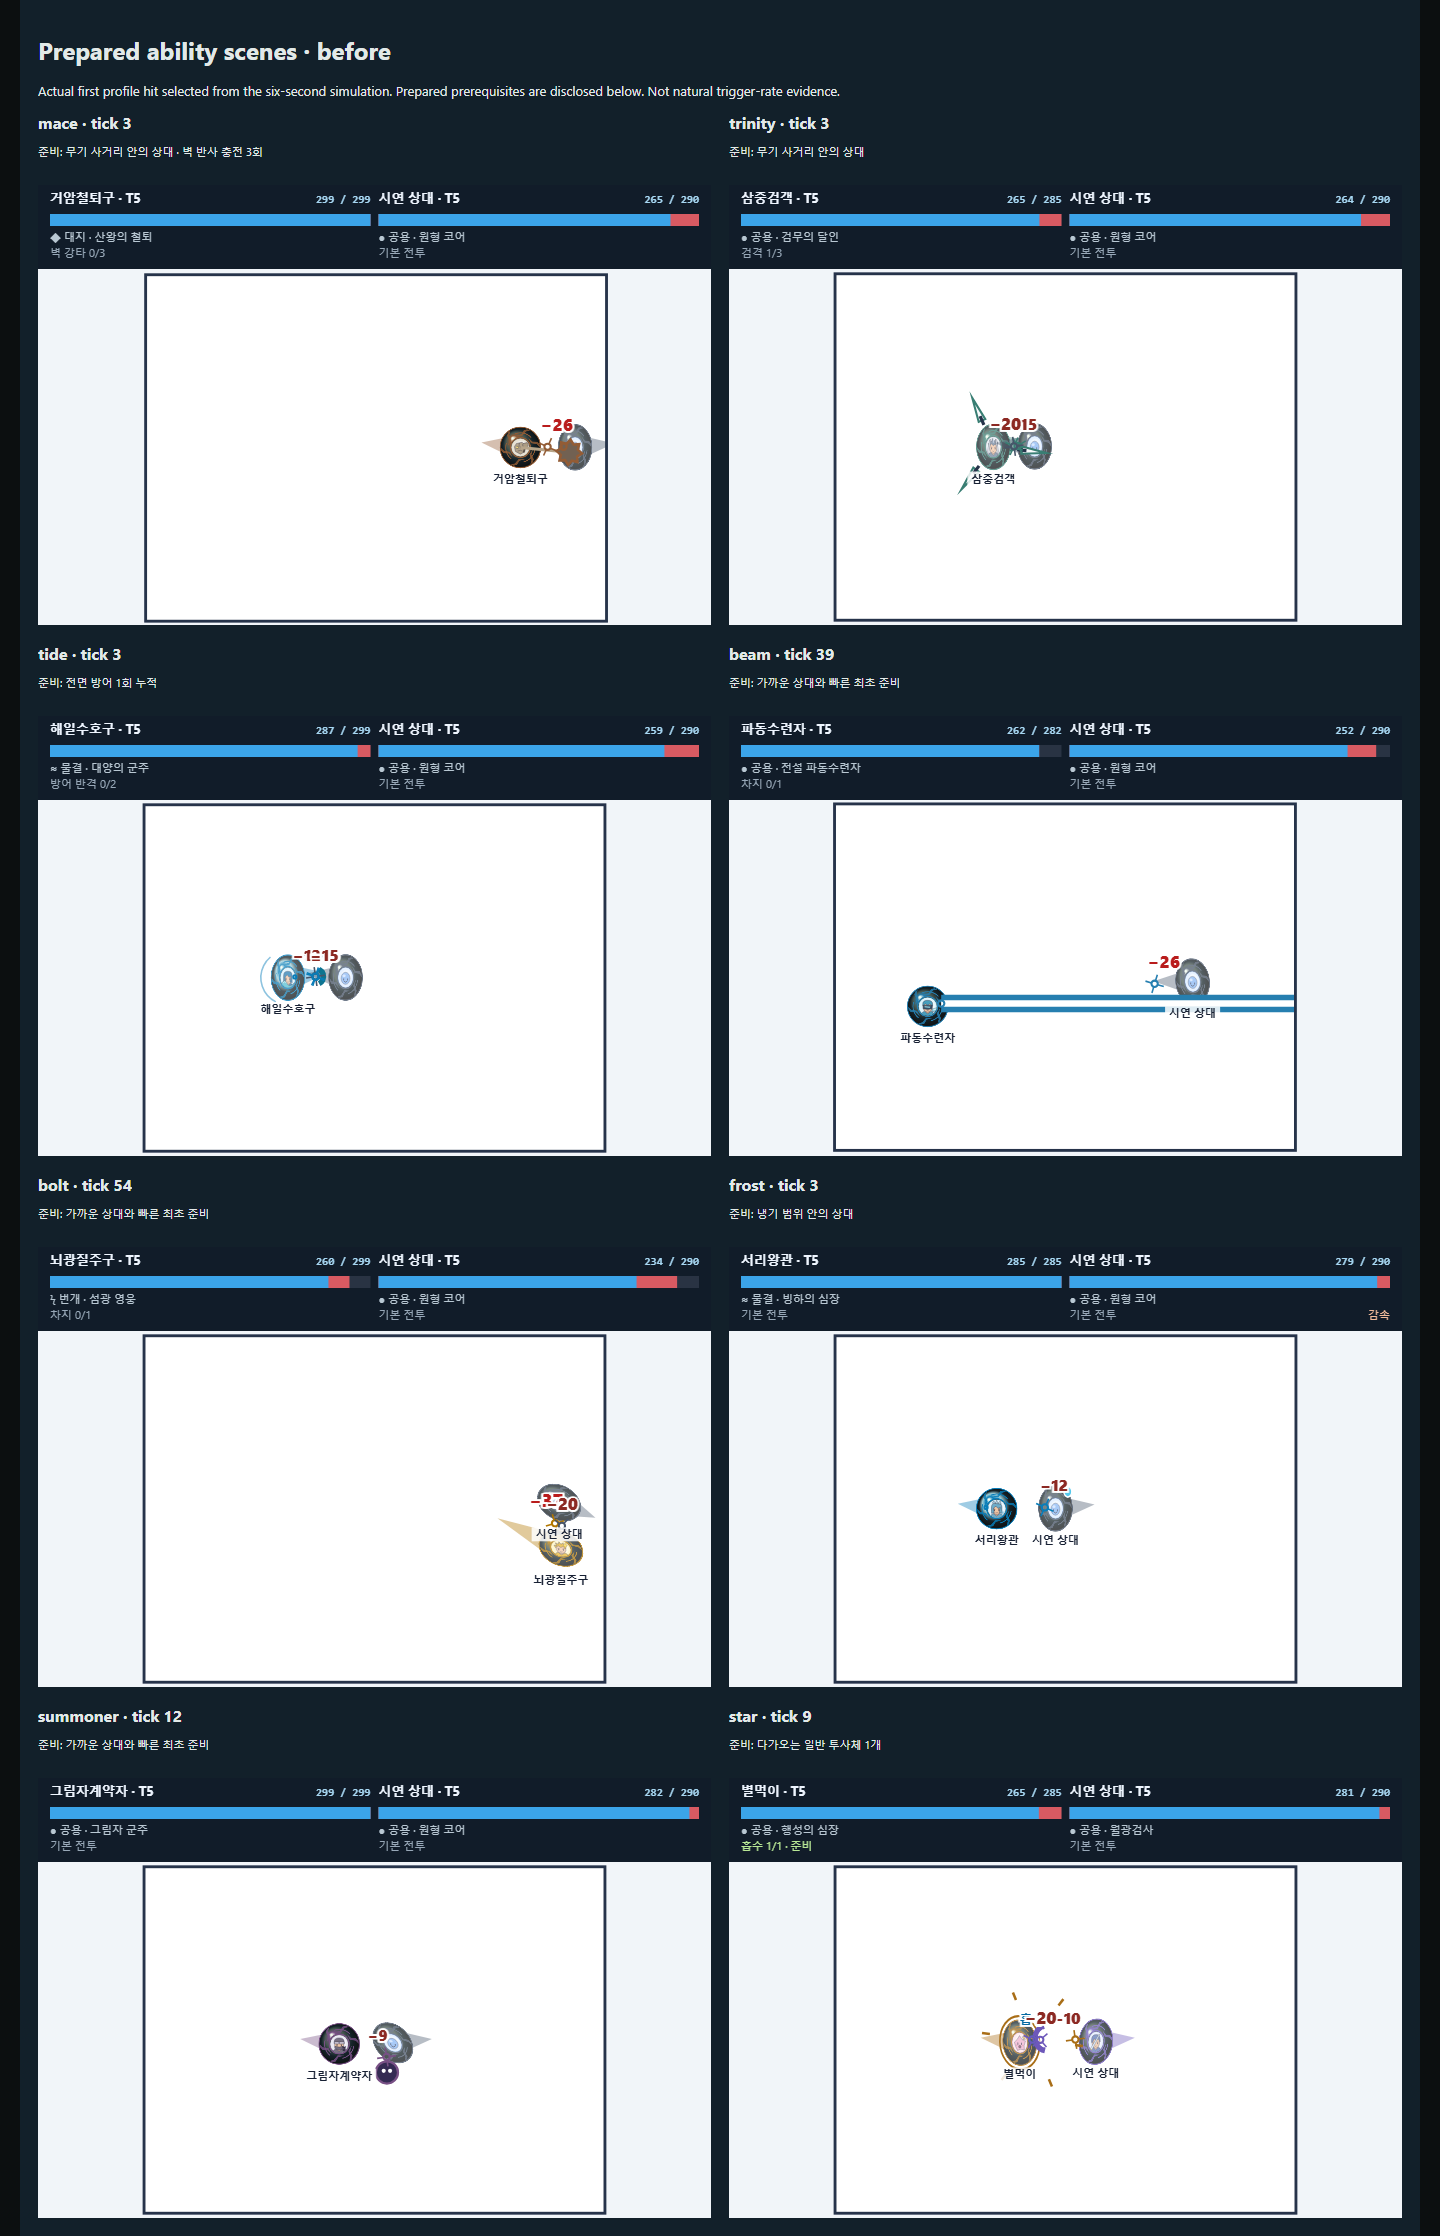 Prepared ability scenes · before
Actual first profile hit selected from the six-second simulation. Prepared prerequisites are disclosed below. Not natural trigger-rate evidence.
mace · tick 3
준비: 무기 사거리 안의 상대 · 벽 반사 충전 3회
거암철퇴구 · T5 299 / 299 시연 상대 · T5 265 / 290
◆ 대지 · 산왕의 철퇴 ● 공용 · 원형 코어
벽 강타 0/3 기본 전투
-26
거암철퇴구
trinity · tick 3
준비: 무기 사거리 안의 상대
삼중검객 · T5 265 / 285 시연 상대 · T5 264 / 290
● 공용 · 검무의 달인 ● 공용 · 원형 코어
검격 1/3 기본 전투
-2015
삼중검객
tide · tick 3
준비: 전면 방어 1회 누적
해일수호구 · T5 287 / 299 시연 상대 · T5 259 / 290
≈ 물결 · 대양의 군주 ● 공용 · 원형 코어
방어 반격 0/2 기본 전투
15
해일수호구
beam · tick 39
준비: 가까운 상대와 빠른 최초 준비
파동수련자 · T5 262 / 282 시연 상대 · T5 252 / 290
● 공용 · 전설 파동수련자 ● 공용 · 원형 코어
차지 0/1 기본 전투
-26
시연 상대
파동수련자
bolt · tick 54
준비: 가까운 상대와 빠른 최초 준비
뇌광질주구 · T5 260 / 299 시연 상대 · T5 234 / 290
ϟ 번개 · 섬광 영웅 ● 공용 · 원형 코어
차지 0/1 기본 전투
-20
시연 상대
뇌광질주구
frost · tick 3
준비: 냉기 범위 안의 상대
서리왕관 · T5 285 / 285 시연 상대 · T5 279 / 290
≈ 물결 · 빙하의 심장 ● 공용 · 원형 코어
기본 전투 기본 전투 감속
-12
서리왕관 시연 상대
summoner · tick 12
준비: 가까운 상대와 빠른 최초 준비
그림자계약자 · T5 299 / 299 시연 상대 · T5 282 / 290
● 공용 · 그림자 군주 ● 공용 · 원형 코어
기본 전투 기본 전투
-9
그림자계약자
star · tick 9
준비: 다가오는 일반 투사체 1개
별먹이 · T5 265 / 285 시연 상대 · T5 281 / 290
● 공용 · 행성의 심장 ● 공용 · 월광검사
흡수 1/1 · 준비 기본 전투
-20-10
별먹이 시연 상대